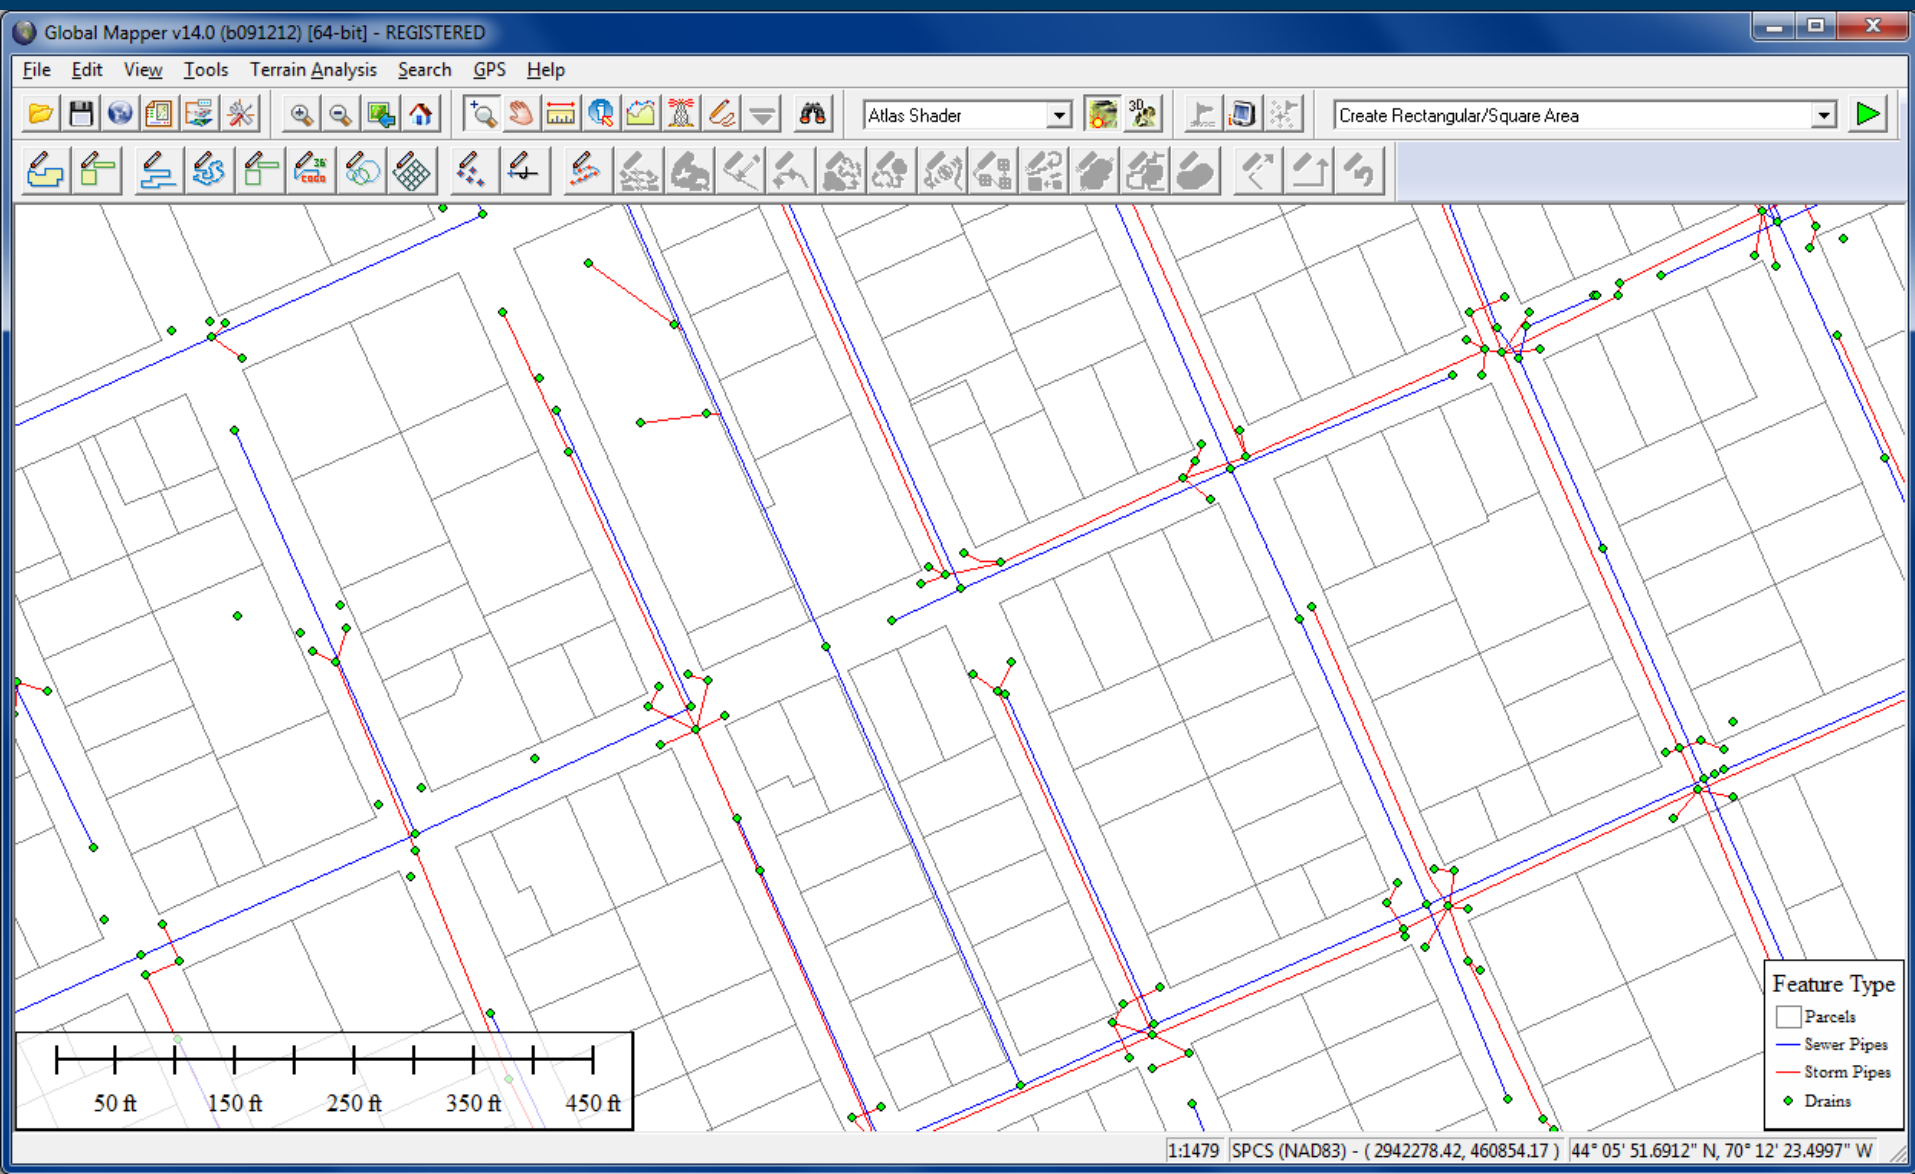 Global Mapper v14.0 (b091212) [64-bit] - REGISTERED
File Edit View Tools Terrain Analysis Search GPS Help
Atlas Shader
3D
Create Rectangular/Square Area
36'
COGO
Feature Type
Parcels
Sewer Pipes
Storm Pipes
Drains
50 ft 150 ft 250 ft 350 ft 450 ft
1:1479 SPCS (NAD83) - ( 2942278.42, 460854.17 ) 44° 05' 51.6912" N, 70° 12' 23.4997" W